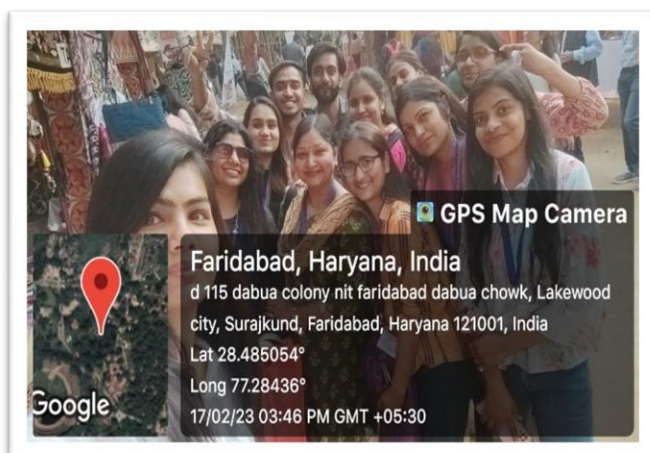 GPS Map Camera
Faridabad, Haryana, India
d 115 dabua colony nit faridabad dabua chowk, Lakewood
city, Surajkund, Faridabad, Haryana 121001, India
Lat 28.485054°
Long 77.28436°
17/02/23 03:46 PM GMT +05:30
Google